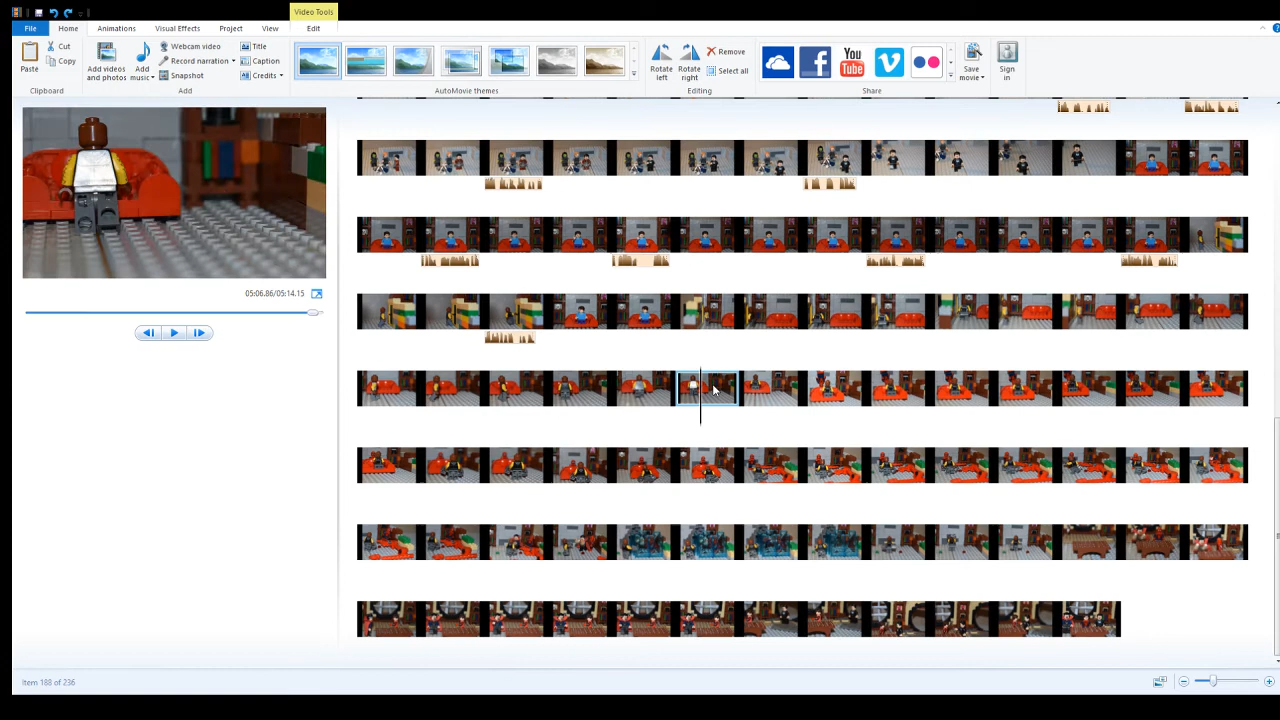 Video Tools
File Home Animations Visual Effects Project View Edit
Paste
Cut
Copy
Clipboard
Add videos
and photos
Add
music
Webcam video
Record narration
Snapshot
Title
Caption
Credits
Add
AutoMovie themes
Rotate
left
Rotate
right
Remove
Select all
Editing
You
Tube
Share
Save
movie
Sign
in
05:06.86/05:14.15
Item 188 of 236